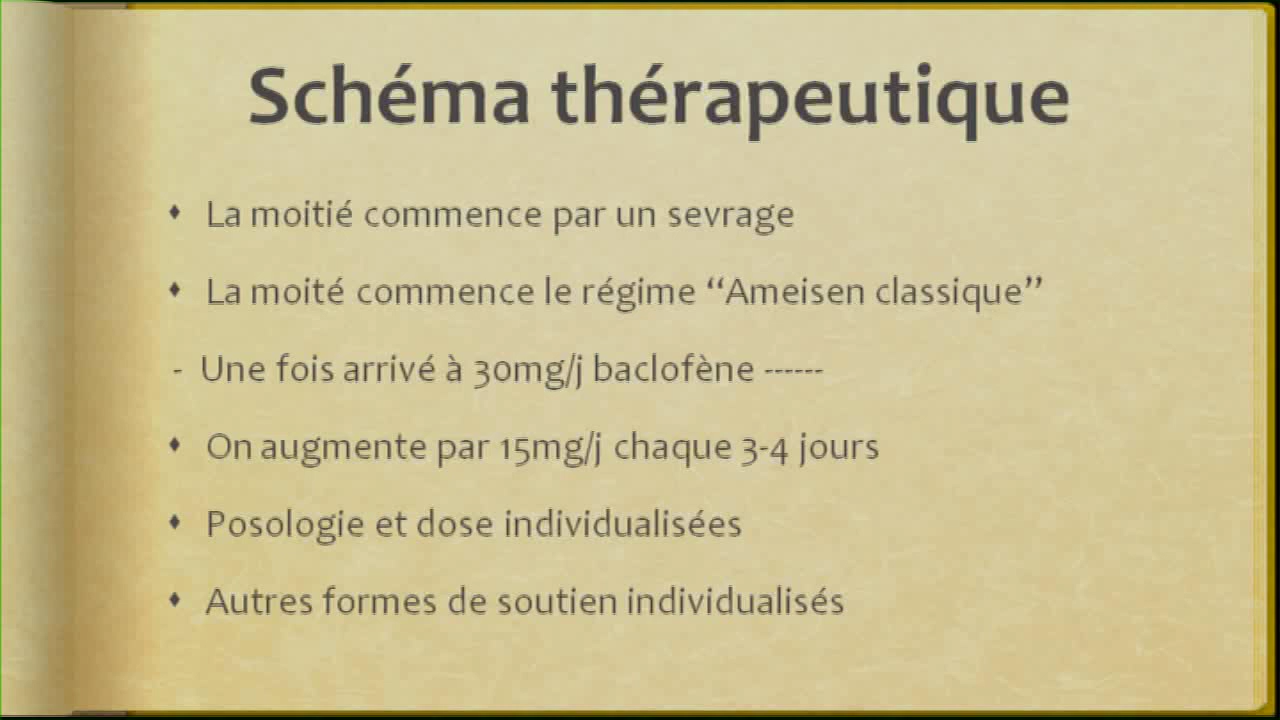 Schéma thérapeutique
⬧ La moitié commence par un sevrage
⬧ La moité commence le régime “Ameisen classique”
- Une fois arrivé à 30mg/j baclofène ------
⬧ On augmente par 15mg/j chaque 3-4 jours
⬧ Posologie et dose individualisées
⬧ Autres formes de soutien individualisés